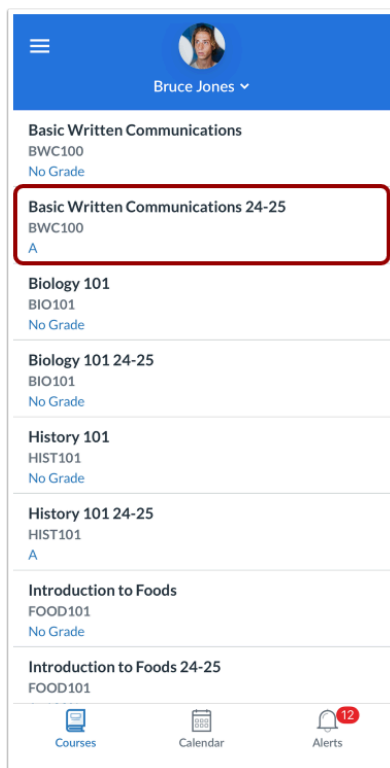 Bruce Jones
Basic Written Communications
BWC100
No Grade
Basic Written Communications 24-25
BWC100
A
Biology 101
BIO101
No Grade
Biology 101 24-25
BIO101
No Grade
History 101
HIST101
No Grade
History 101 24-25
HIST101
A
Introduction to Foods
FOOD101
No Grade
Introduction to Foods 24-25
FOOD101
12
Courses Calendar Alerts